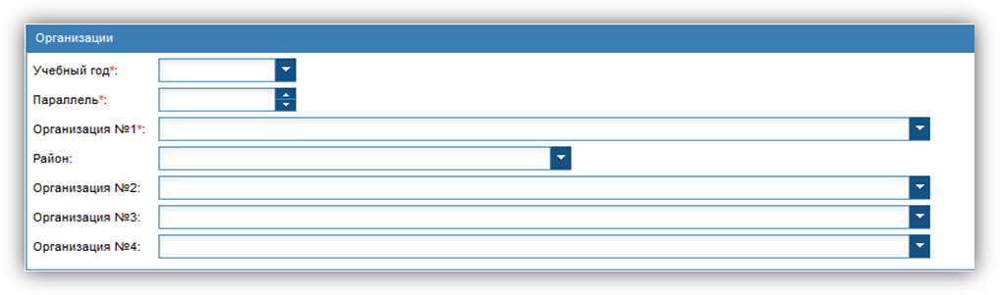 Организации
Учебный год*:
Параллель*:
Организация №1*:
Район:
Организация №2:
Организация №3:
Организация №4: